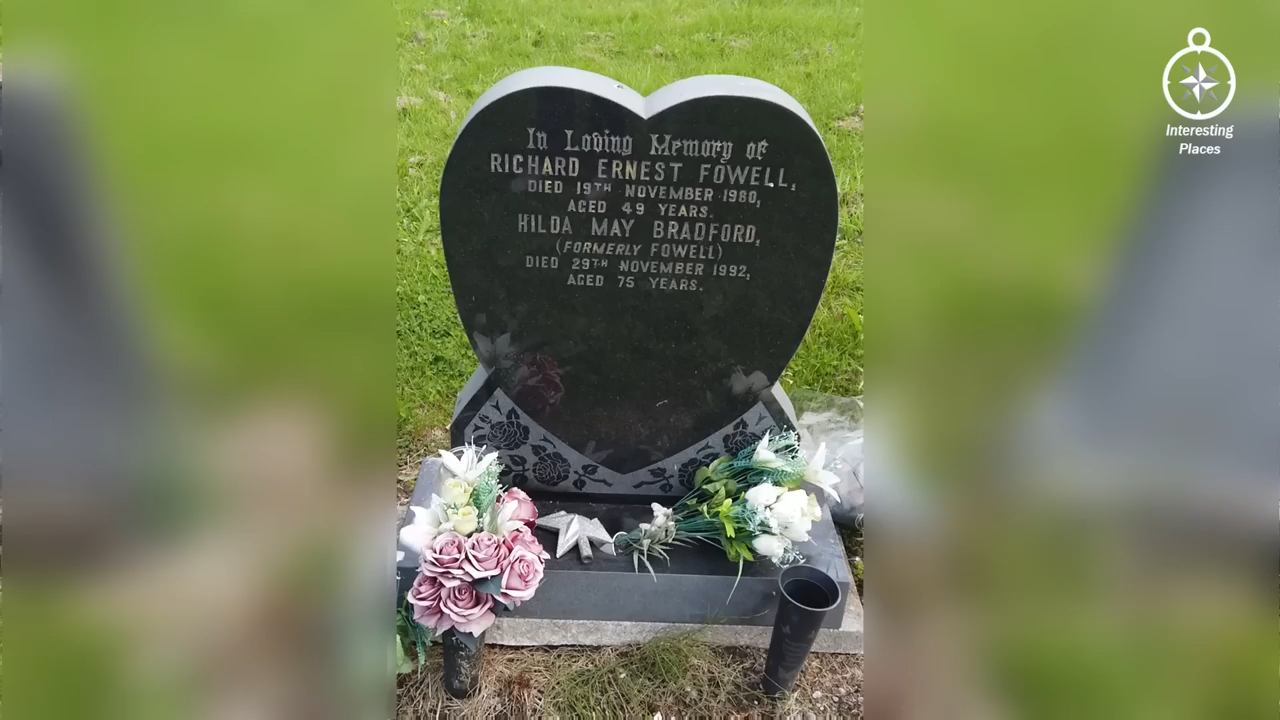 In Loving Memory of
RICHARD ERNEST FOWELL,
DIED 19TH NOVEMBER 1980,
AGED 49 YEARS.
HILDA MAY BRADFORD,
(FORMERLY FOWELL)
DIED 29TH NOVEMBER 1992,
AGED 75 YEARS.
Interesting
Places